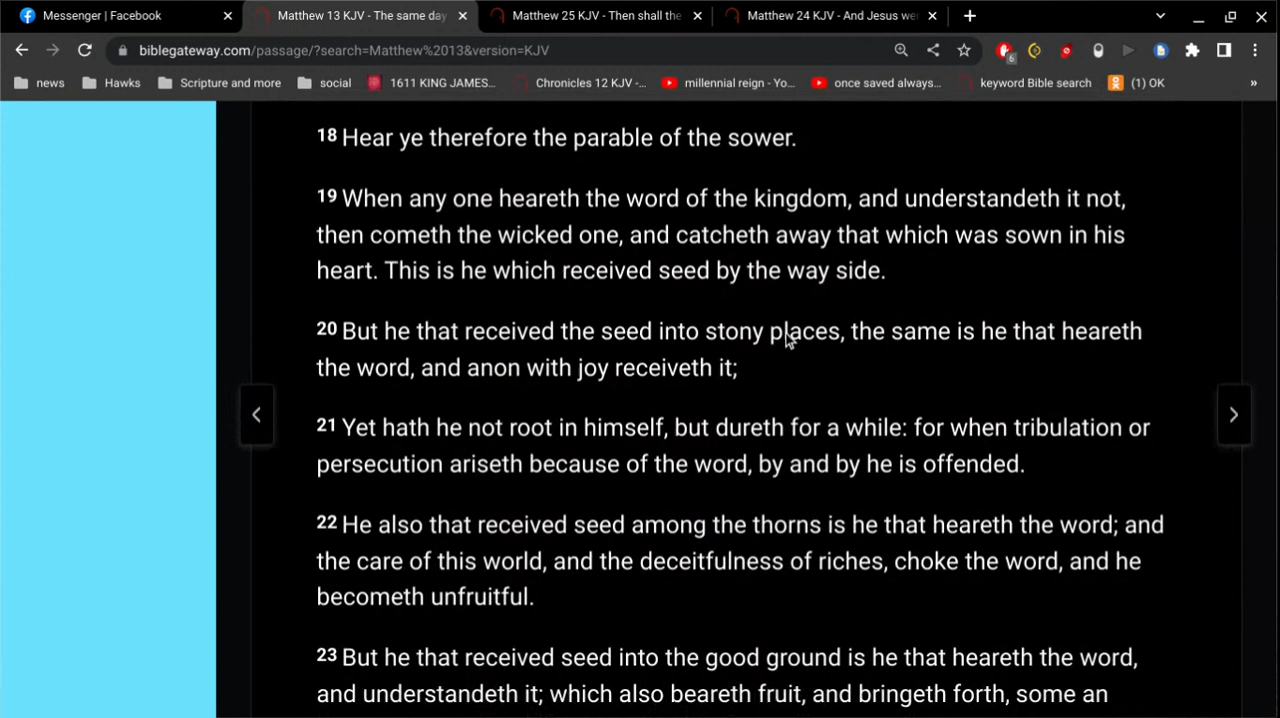 Messenger | Facebook
Matthew 13 KJV - The same day
Matthew 25 KJV - Then shall the
Matthew 24 KJV - And Jesus wen
biblegateway.com/passage/?search=Matthew%2013&version=KJV
6
news
Hawks
Scripture and more
social
1611 KING JAMES...
Chronicles 12 KJV -...
millennial reign - Yo...
once saved always...
keyword Bible search
(1) OK
»
18 Hear ye therefore the parable of the sower.
19 When any one heareth the word of the kingdom, and understandeth it not,
then cometh the wicked one, and catcheth away that which was sown in his
heart. This is he which received seed by the way side.
20 But he that received the seed into stony places, the same is he that heareth
the word, and anon with joy receiveth it;
21 Yet hath he not root in himself, but dureth for a while: for when tribulation or
persecution ariseth because of the word, by and by he is offended.
22 He also that received seed among the thorns is he that heareth the word; and
the care of this world, and the deceitfulness of riches, choke the word, and he
becometh unfruitful.
23 But he that received seed into the good ground is he that heareth the word,
and understandeth it; which also beareth fruit, and bringeth forth, some an